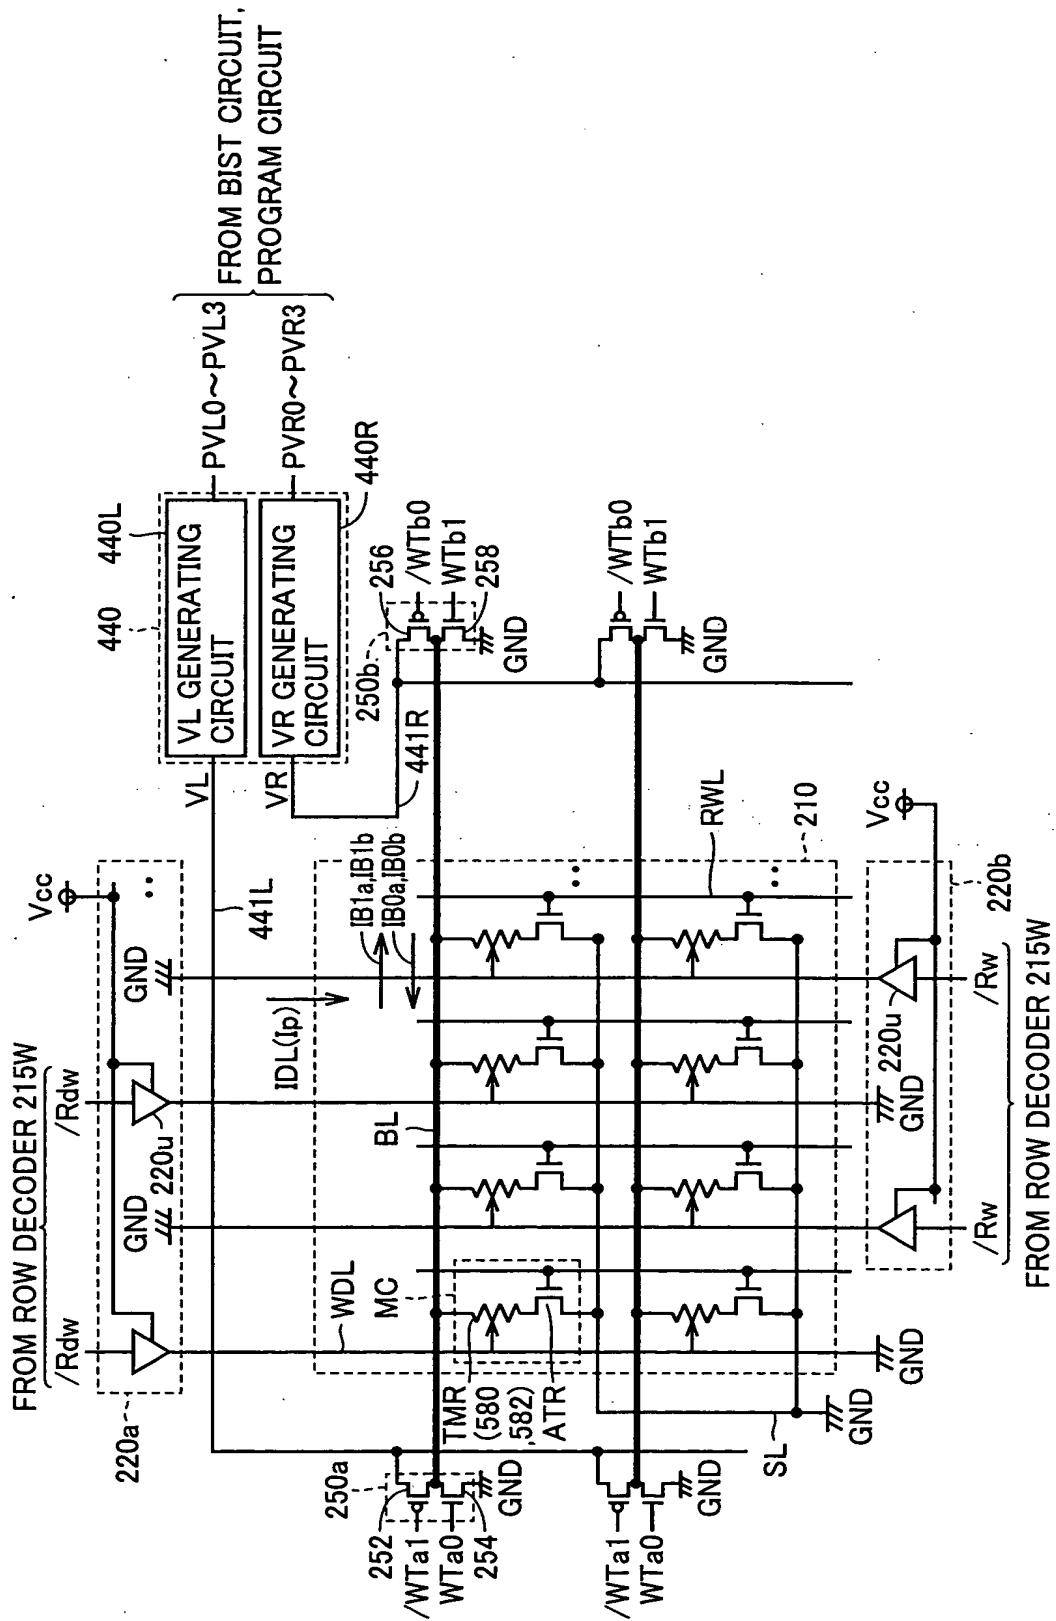 FROM BIST CIRCUIT,
PROGRAM CIRCUIT
PVL0~PVL3
PVR0~PVR3
440
440L
440R
VL GENERATING
CIRCUIT
VR GENERATING
CIRCUIT
VL
VR
441L
441R
FROM ROW DECODER 215W
/Rdw
/Rdw
220a
220u
Vcc
GND
GND
IDL(Ip)
IB1a,IB1b
IB0a,IB0b
BL
WDL
MC
TMR
(580
,582)
ATR
RWL
210
250a
252
254
/WTa1
WTa0
GND
/WTa1
WTa0
GND
250b
256
258
/WTb0
WTb1
GND
/WTb0
WTb1
GND
SL
GND
GND
GND
220b
220u
Vcc
/Rw
/Rw
FROM ROW DECODER 215W